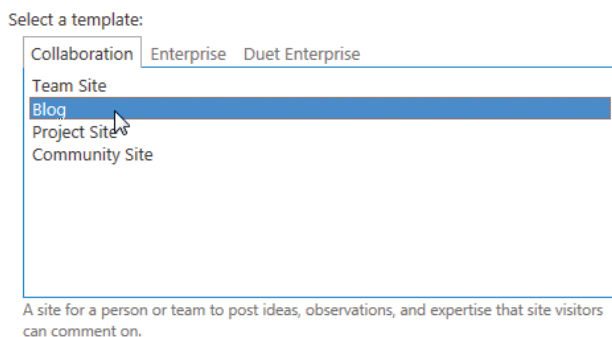 Select a template:
Collaboration Enterprise Duet Enterprise
Team Site
Blog
Project Site
Community Site
A site for a person or team to post ideas, observations, and expertise that site visitors
can comment on.